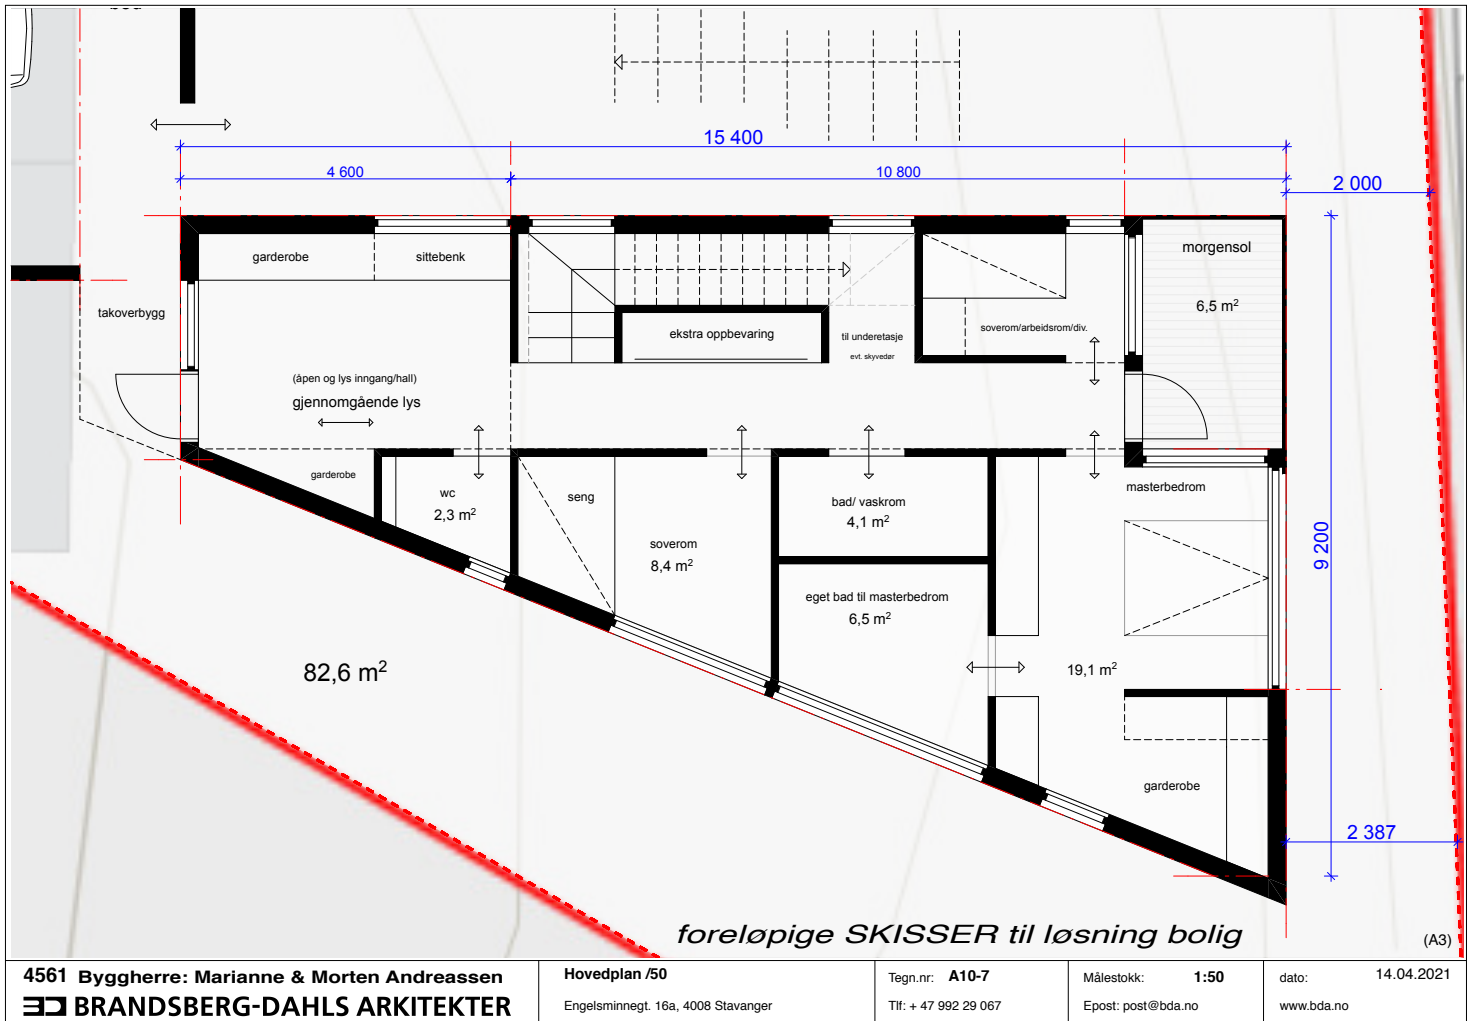 15 400
4 600
10 800
2 000
garderobe
sittebenk
morgensol
6,5 m²
takoverbygg
ekstra oppbevaring
til underetasje
evt. skyvedør
soverom/arbeidsrom/div.
(åpen og lys inngang/hall)
gjennomgående lys
garderobe
wc
2,3 m²
seng
soverom
8,4 m²
bad/ vaskrom
4,1 m²
masterbedrom
9 200
eget bad til masterbedrom
6,5 m²
19,1 m²
82,6 m²
garderobe
2 387
foreløpige SKISSER til løsning bolig
(A3)
4561 Byggherre: Marianne & Morten Andreassen
BRANDSBERG-DAHLS ARKITEKTER
Hovedplan /50
Engelsminnegt. 16a, 4008 Stavanger
Tegn.nr: A10-7
Tlf: + 47 992 29 067
Målestokk: 1:50
Epost: post@bda.no
dato: 14.04.2021
www.bda.no